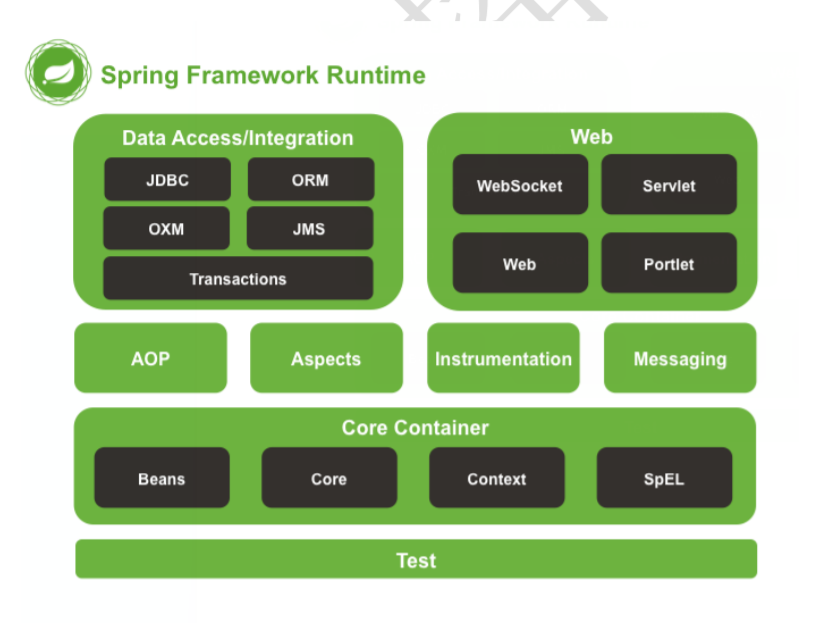 Spring Framework Runtime
Data Access/Integration
JDBC
ORM
OXM
JMS
Transactions
Web
WebSocket
Servlet
Web
Portlet
AOP
Aspects
Instrumentation
Messaging
Core Container
Beans
Core
Context
SpEL
Test